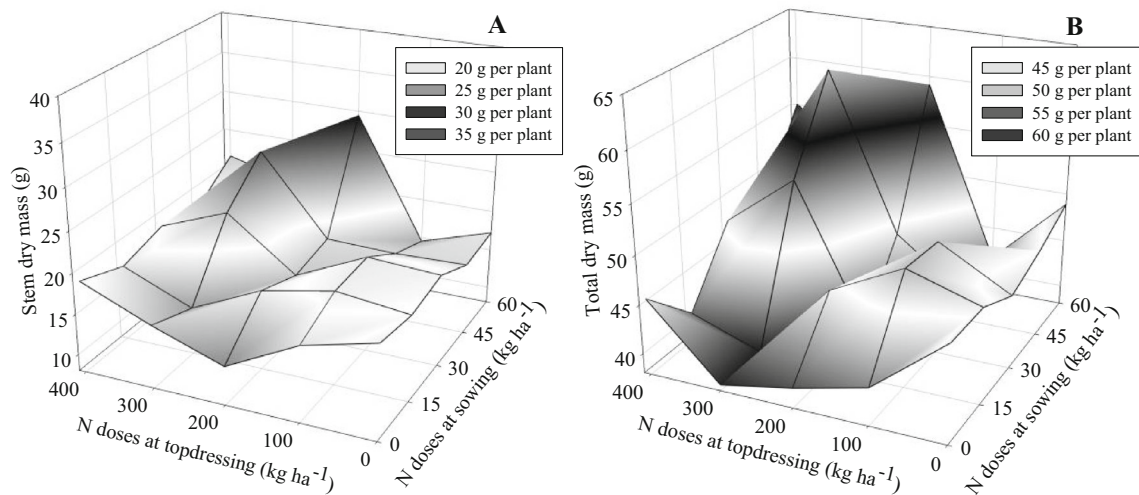 A
20 g per plant
25 g per plant
30 g per plant
35 g per plant
Stem dry mass (g)
40
35
30
25
20
15
10
400
300
200
100
0
N doses at topdressing (kg ha⁻¹)
0
15
30
45
60
N doses at sowing (kg ha⁻¹)
B
45 g per plant
50 g per plant
55 g per plant
60 g per plant
Total dry mass (g)
65
60
55
50
45
40
400
300
200
100
0
N doses at topdressing (kg ha⁻¹)
0
15
30
45
60
N doses at sowing (kg ha⁻¹)